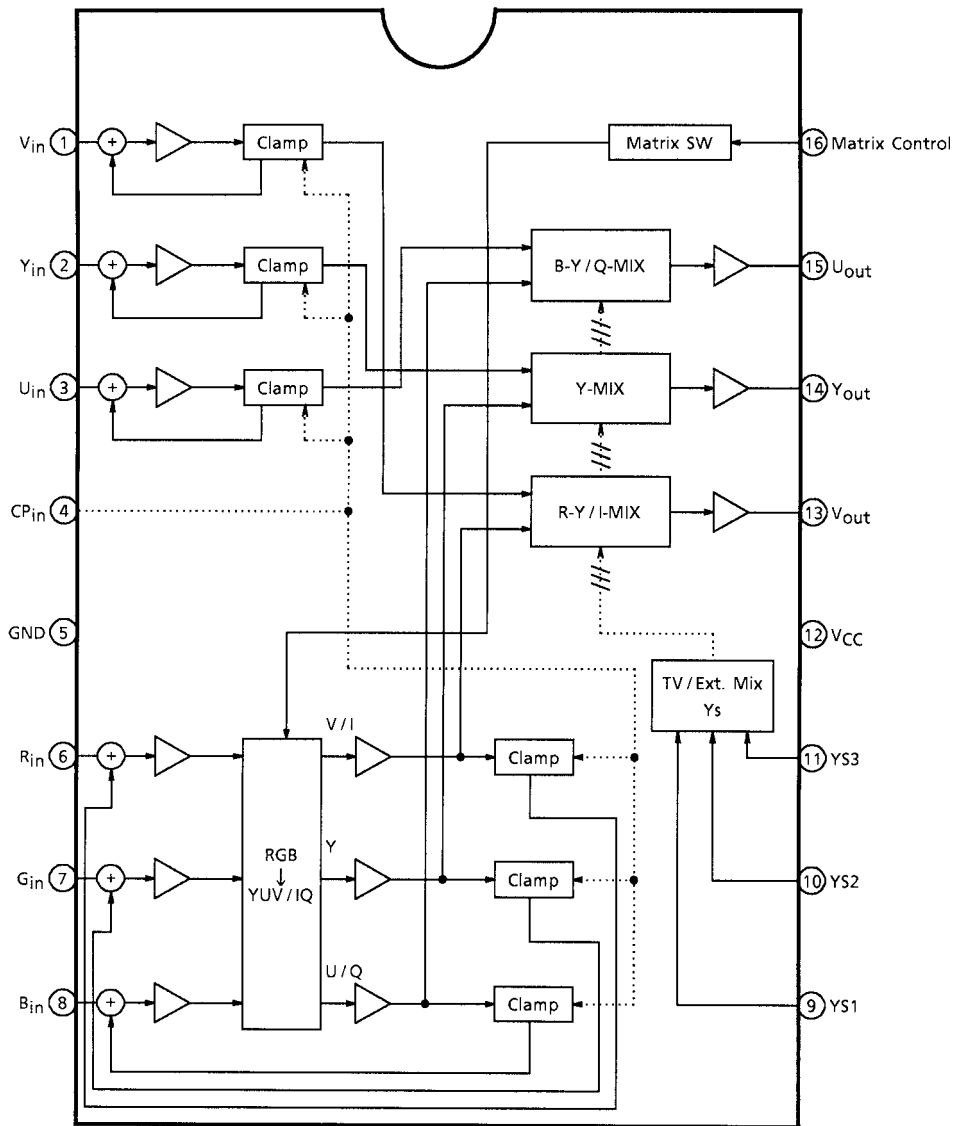 Vin 1
+
Clamp
Matrix SW
16 Matrix Control
Yin 2
+
Clamp
B-Y / Q-MIX
15 Uout
Uin 3
+
Clamp
Y-MIX
14 Yout
CPin 4
R-Y / I-MIX
13 Vout
GND 5
12 VCC
TV / Ext. Mix
Ys
V / I
Rin 6
+
Clamp
11 YS3
RGB
↓
YUV / IQ
Y
Gin 7
+
Clamp
10 YS2
U / Q
Bin 8
+
Clamp
9 YS1